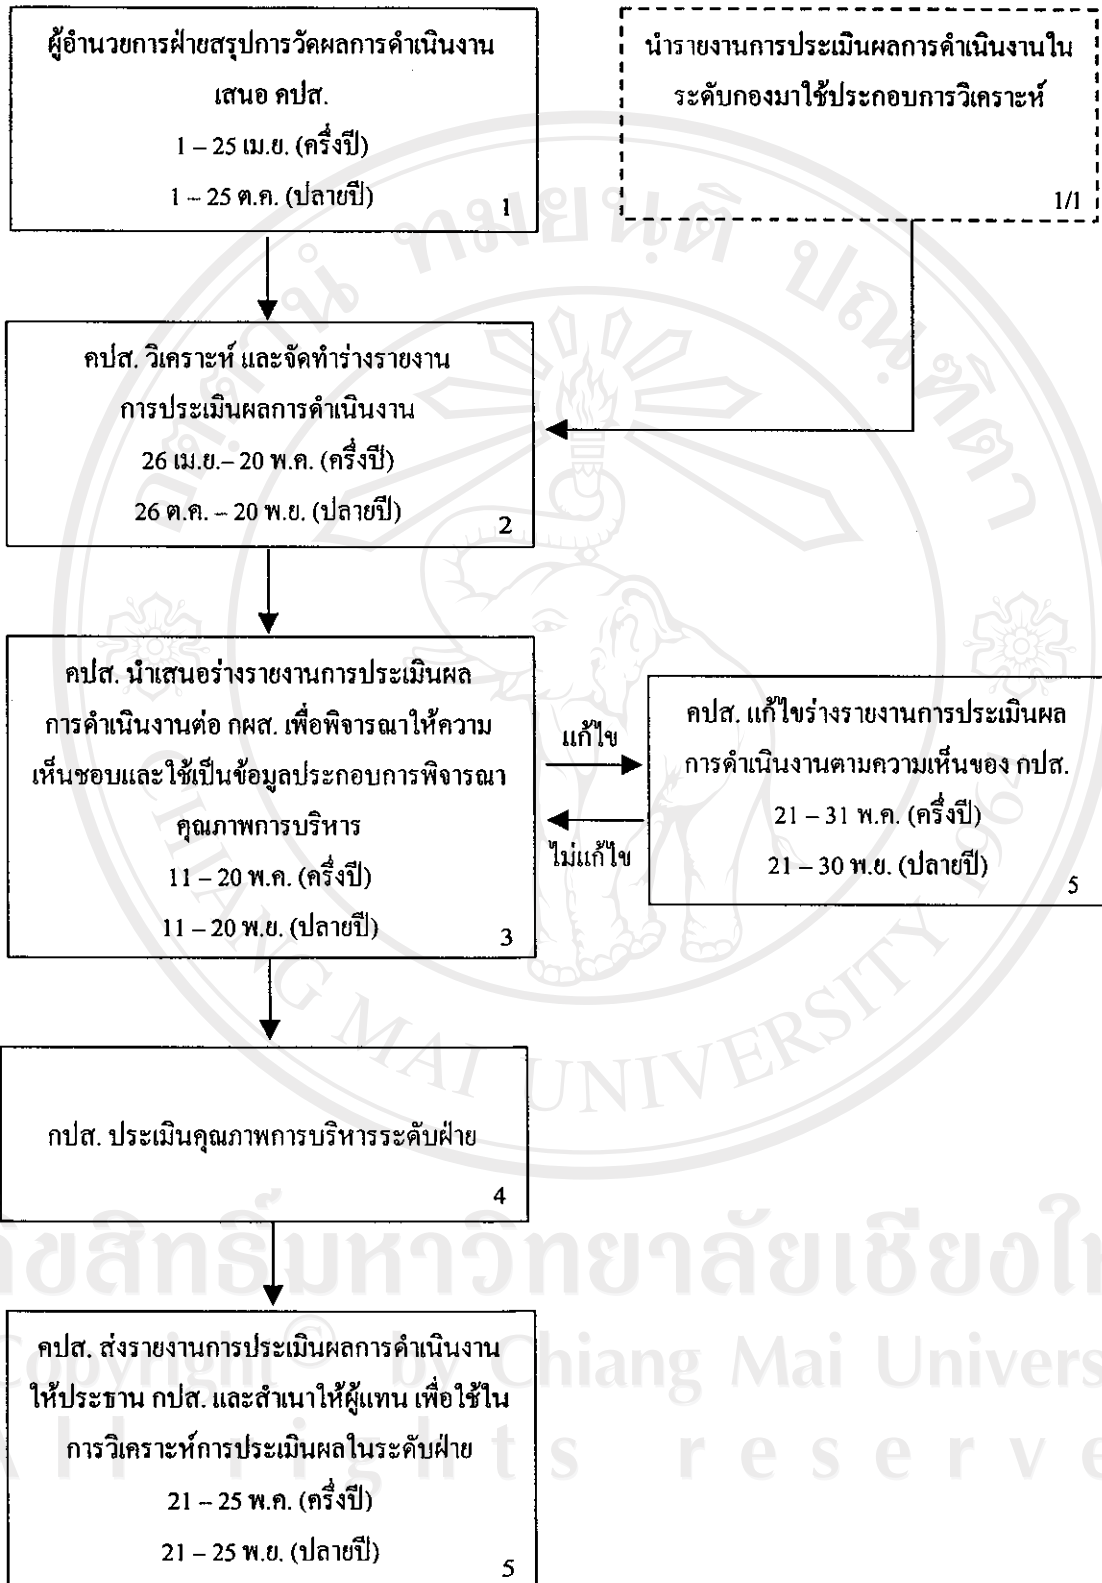 ผู้อำนวยการฝ่ายสรุปการวัดผลการดำเนินงาน
เสนอ คปส.
1 – 25 เม.ย. (ครึ่งปี)
1 – 25 ต.ค. (ปลายปี)
1
นำรายงานการประเมินผลการดำเนินงานใน
ระดับกองมาใช้ประกอบการวิเคราะห์
1/1
คปส. วิเคราะห์ และจัดทำร่างรายงาน
การประเมินผลการดำเนินงาน
26 เม.ย.– 20 พ.ค. (ครึ่งปี)
26 ต.ค. – 20 พ.ย. (ปลายปี)
2
คปส. นำเสนอร่างรายงานการประเมินผล
การดำเนินงานต่อ กผส. เพื่อพิจารณาให้ความ
เห็นชอบและใช้เป็นข้อมูลประกอบการพิจารณา
คุณภาพการบริหาร
11 – 20 พ.ค. (ครึ่งปี)
11 – 20 พ.ย. (ปลายปี)
3
แก้ไข
ไม่แก้ไข
คปส. แก้ไขร่างรายงานการประเมินผล
การดำเนินงานตามความเห็นของ กปส.
21 – 31 พ.ค. (ครึ่งปี)
21 – 30 พ.ย. (ปลายปี)
5
กปส. ประเมินคุณภาพการบริหารระดับฝ่าย
4
คปส. ส่งรายงานการประเมินผลการดำเนินงาน
ให้ประธาน กปส. และสำเนาให้ผู้แทน เพื่อใช้ใน
การวิเคราะห์การประเมินผลในระดับฝ่าย
21 – 25 พ.ค. (ครึ่งปี)
21 – 25 พ.ย. (ปลายปี)
5
อตฺตานํ ทมยนฺติ ปณฺฑิตา
CHIANG MAI UNIVERSITY 1964
ขสิทธิ์มหาวิทยาลัยเชียงให
Copyright © by Chiang Mai Univers
All rights reserve